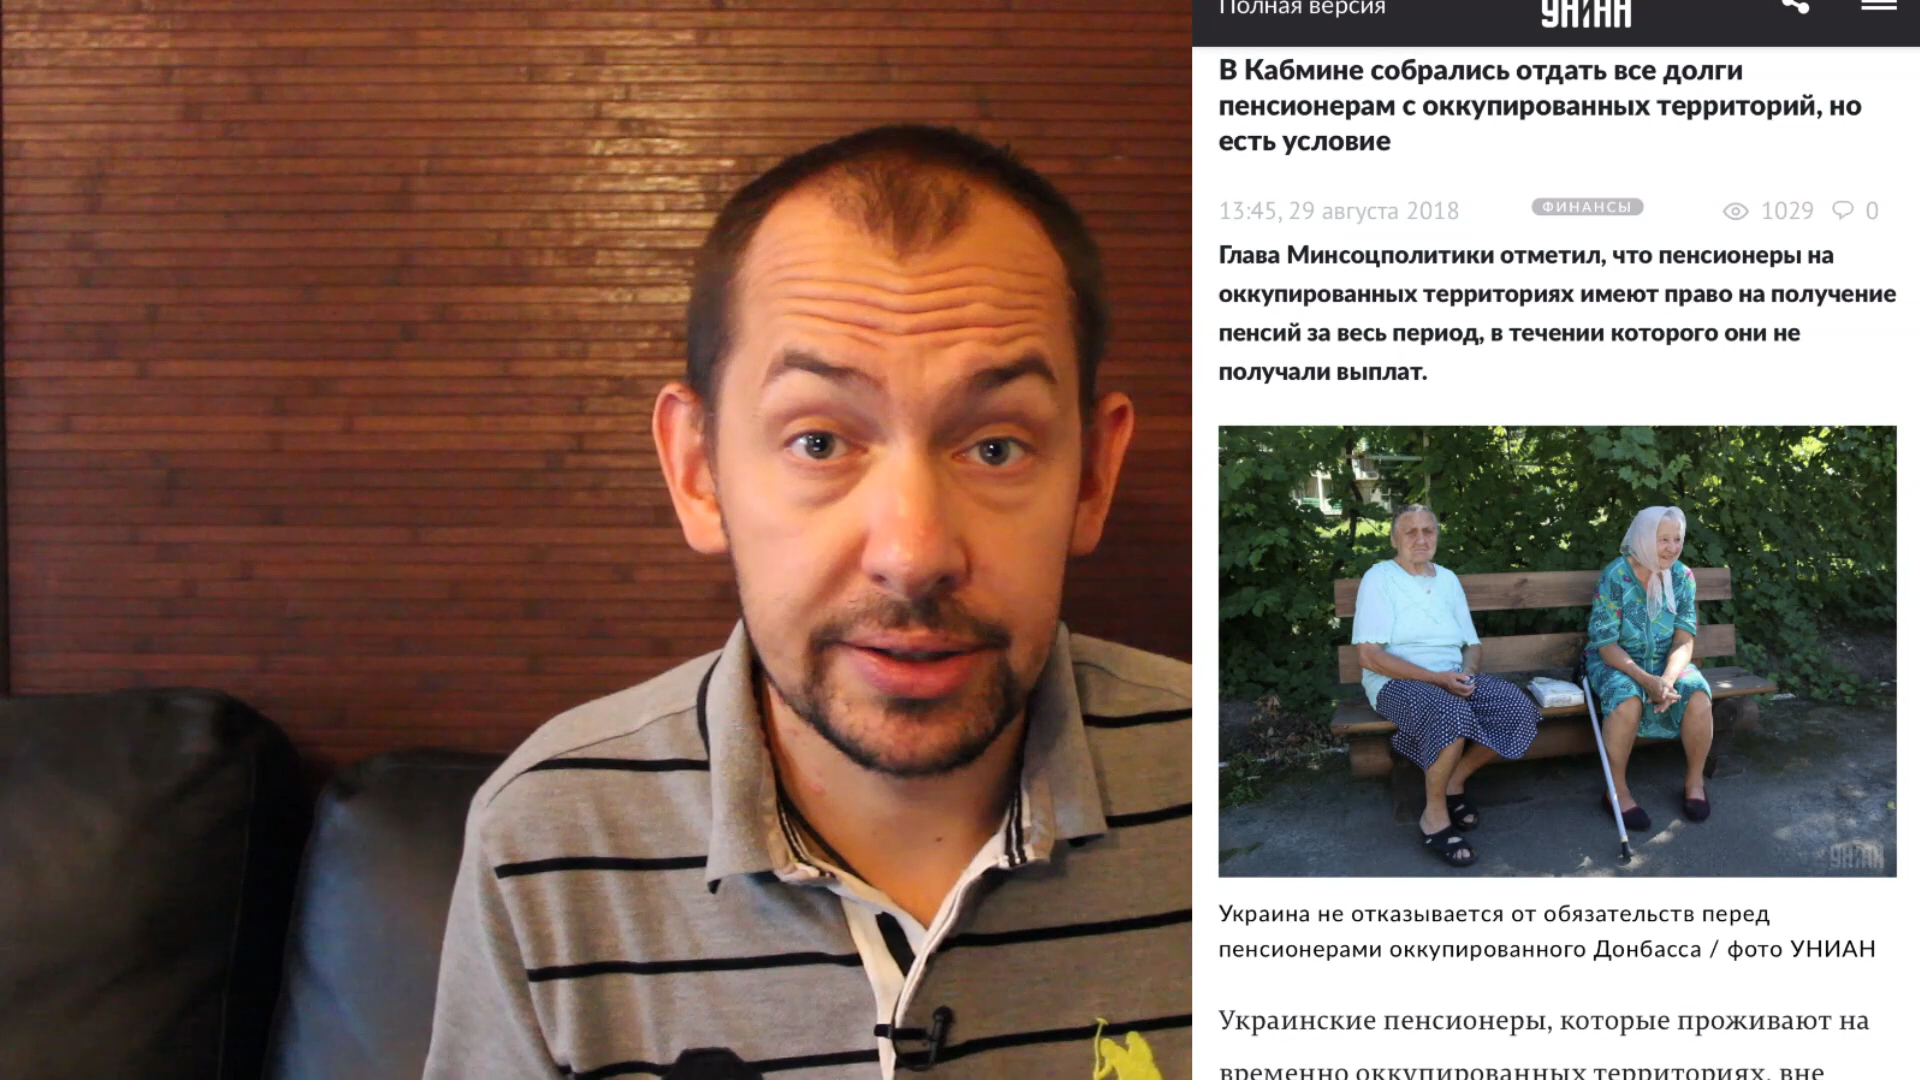 Полная версия
УНІАН
В Кабмине собрались отдать все долги
пенсионерам с оккупированных территорий, но
есть условие
13:45, 29 августа 2018
ФИНАНСЫ
1029
0
Глава Минсоцполитики отметил, что пенсионеры на
оккупированных территориях имеют право на получение
пенсий за весь период, в течении которого они не
получали выплат.
УНІАН
Украина не отказывается от обязательств перед
пенсионерами оккупированного Донбасса / фото УНИАН
Украинские пенсионеры, которые проживают на
временно оккупированных территориях, вне